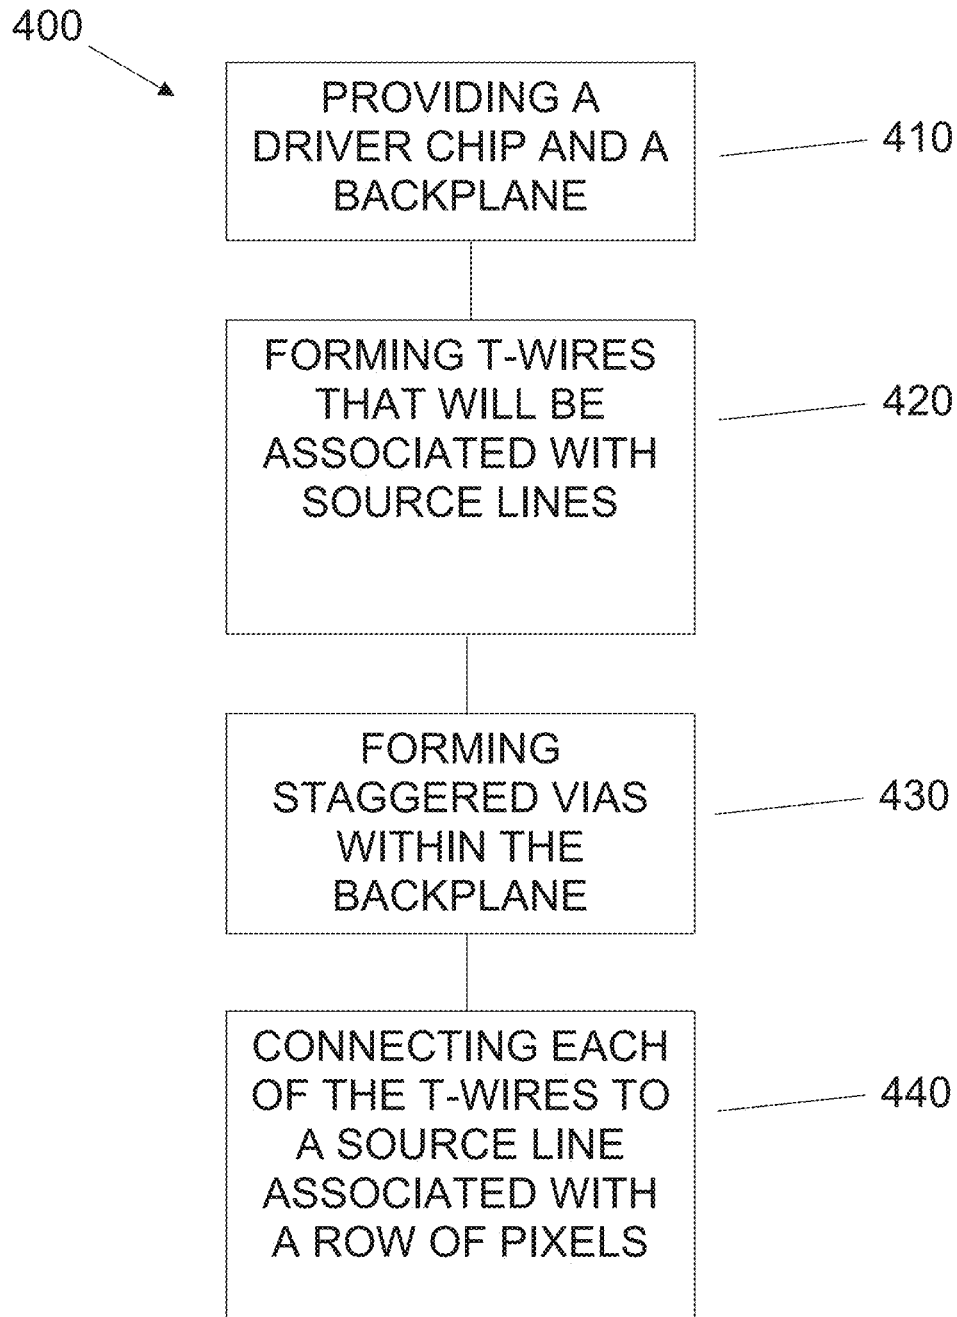 400
PROVIDING A
DRIVER CHIP AND A
BACKPLANE
410
FORMING T-WIRES
THAT WILL BE
ASSOCIATED WITH
SOURCE LINES
420
FORMING
STAGGERED VIAS
WITHIN THE
BACKPLANE
430
CONNECTING EACH
OF THE T-WIRES TO
A SOURCE LINE
ASSOCIATED WITH
A ROW OF PIXELS
440